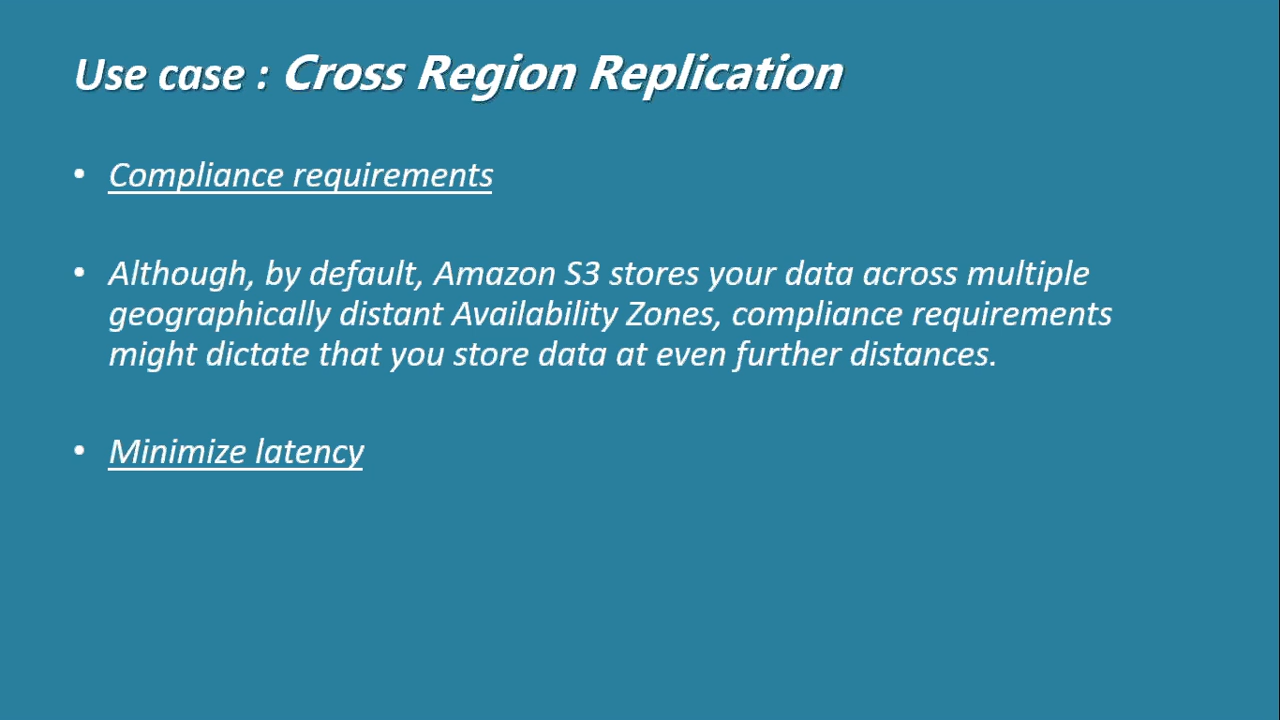 Use case : Cross Region Replication
• Compliance requirements
• Although, by default, Amazon S3 stores your data across multiple
geographically distant Availability Zones, compliance requirements
might dictate that you store data at even further distances.
• Minimize latency